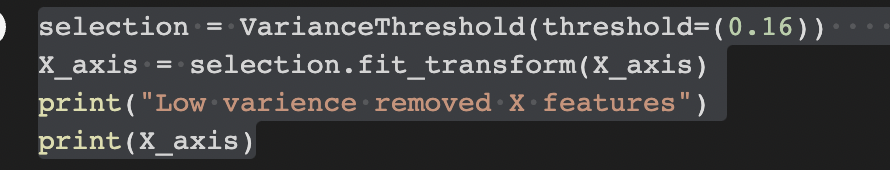 selection = VarianceThreshold(threshold=(0.16))
X_axis = selection.fit_transform(X_axis)
print("Low varience removed X features")
print(X_axis)